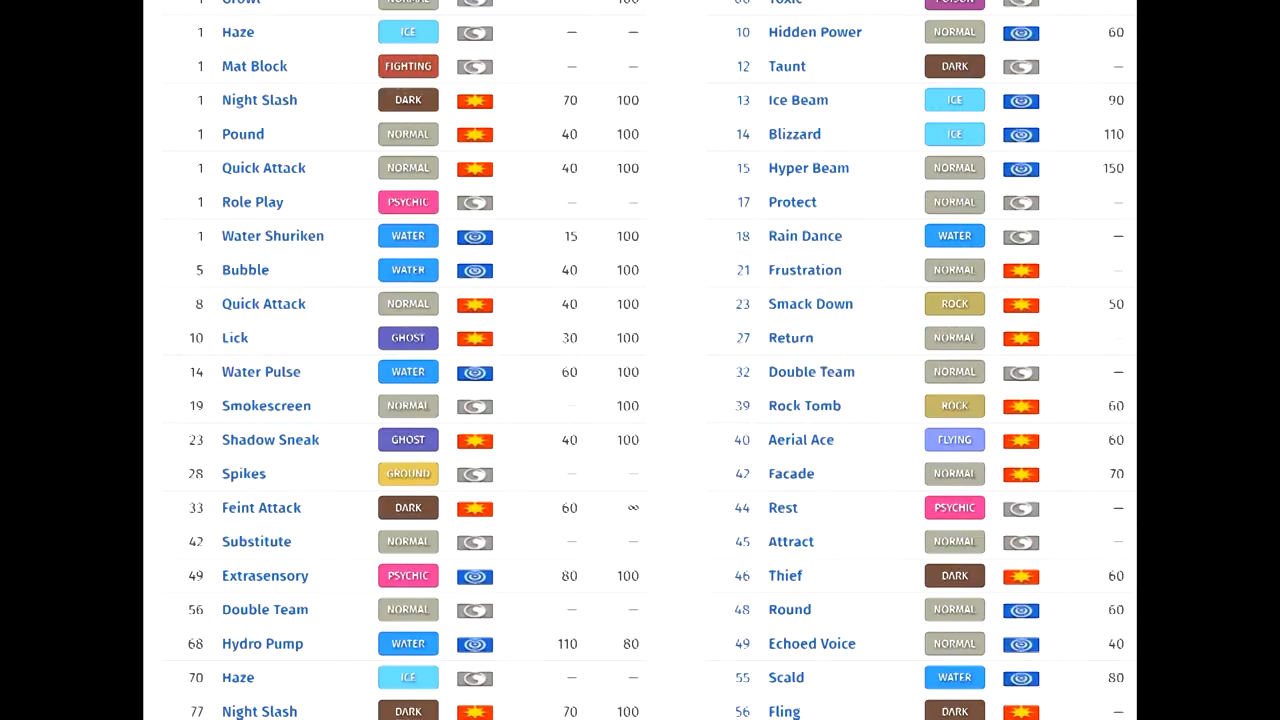 1 Growl NORMAL — 100
1 Haze ICE — —
1 Mat Block FIGHTING — —
1 Night Slash DARK 70 100
1 Pound NORMAL 40 100
1 Quick Attack NORMAL 40 100
1 Role Play PSYCHIC — —
1 Water Shuriken WATER 15 100
5 Bubble WATER 40 100
8 Quick Attack NORMAL 40 100
10 Lick GHOST 30 100
14 Water Pulse WATER 60 100
19 Smokescreen NORMAL — 100
23 Shadow Sneak GHOST 40 100
28 Spikes GROUND — —
33 Feint Attack DARK 60 ∞
42 Substitute NORMAL — —
49 Extrasensory PSYCHIC 80 100
56 Double Team NORMAL — —
68 Hydro Pump WATER 110 80
70 Haze ICE — —
77 Night Slash DARK 70 100
06 Toxic POISON —
10 Hidden Power NORMAL 60
12 Taunt DARK —
13 Ice Beam ICE 90
14 Blizzard ICE 110
15 Hyper Beam NORMAL 150
17 Protect NORMAL —
18 Rain Dance WATER —
21 Frustration NORMAL —
23 Smack Down ROCK 50
27 Return NORMAL
32 Double Team NORMAL —
39 Rock Tomb ROCK 60
40 Aerial Ace FLYING 60
42 Facade NORMAL 70
44 Rest PSYCHIC —
45 Attract NORMAL —
46 Thief DARK 60
48 Round NORMAL 60
49 Echoed Voice NORMAL 40
55 Scald WATER 80
56 Fling DARK —